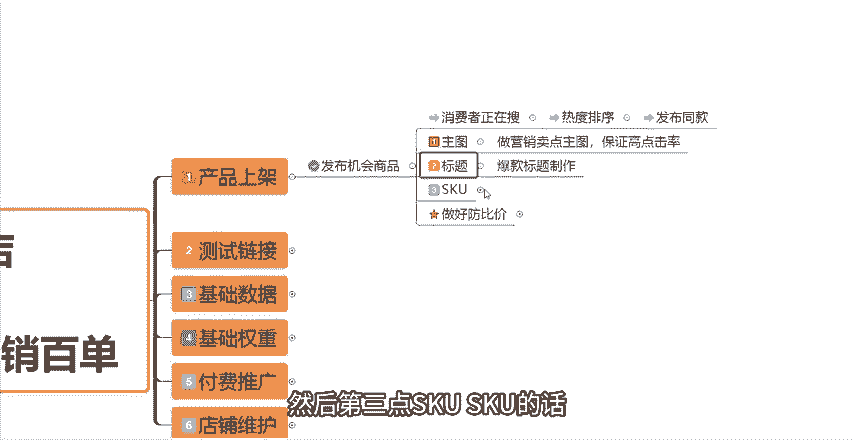 消费者正在搜 热度排序 发布同款
1 主图 做营销卖点主图，保证高点击率
发布机会商品 2 标题 爆款标题制作
3 SKU
做好防比价
1 产品上架
2 测试链接
3 基础数据
销百单
4 基础权重
5 付费推广
6 店铺维护
然后第三点SKU SKU的话